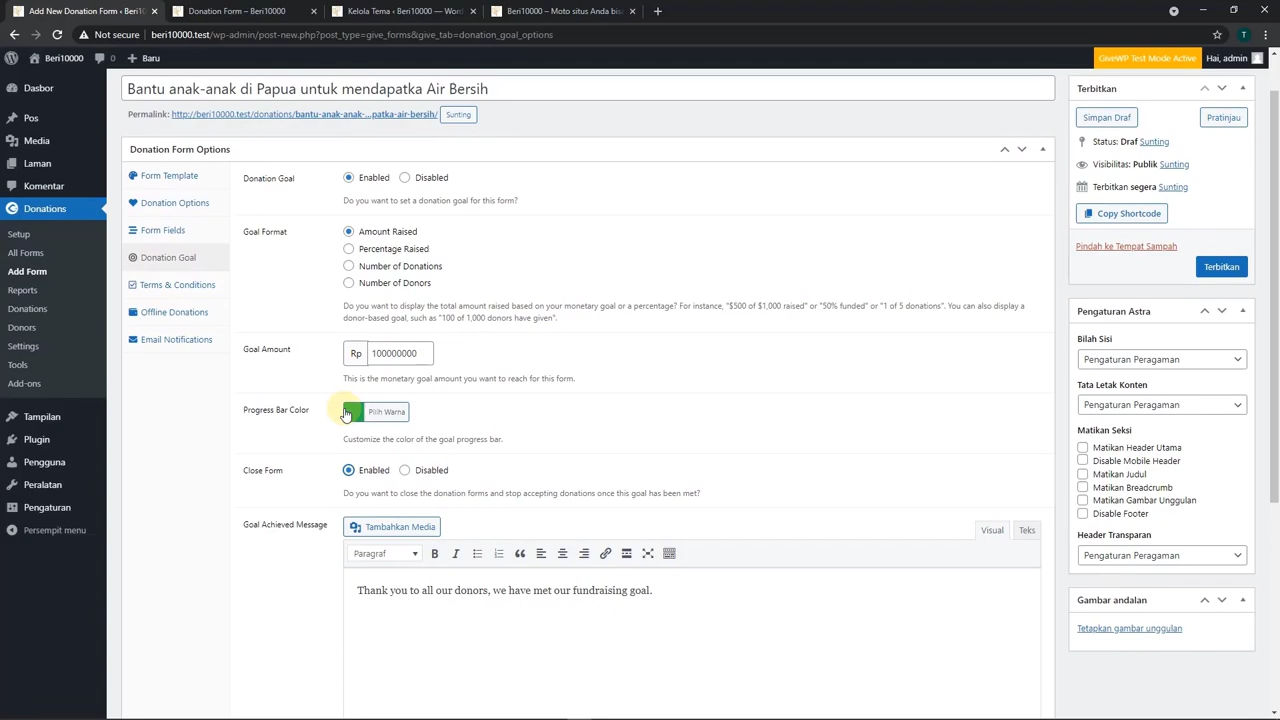 Add New Donation Form ‹ Beri10
Donation Form – Beri10000
Kelola Tema ‹ Beri10000 — Word
Beri10000 – Moto situs Anda bisa
Not secure
beri10000.test/wp-admin/post-new.php?post_type=give_forms&give_tab=donation_goal_options
T
Beri10000
0
Baru
GiveWP Test Mode Active
Hai, admin
Dasbor
Pos
Media
Laman
Komentar
Donations
Setup
All Forms
Add Form
Reports
Donations
Donors
Settings
Tools
Add-ons
Tampilan
Plugin
Pengguna
Peralatan
Pengaturan
Persempit menu
Bantu anak-anak di Papua untuk mendapatka Air Bersih
Permalink: http://beri10000.test/donations/bantu-anak-anak-...patka-air-bersih/ Sunting
Donation Form Options
Form Template
Donation Options
Form Fields
Donation Goal
Terms & Conditions
Offline Donations
Email Notifications
Donation Goal
Enabled
Disabled
Do you want to set a donation goal for this form?
Goal Format
Amount Raised
Percentage Raised
Number of Donations
Number of Donors
Do you want to display the total amount raised based on your monetary goal or a percentage? For instance, "$500 of $1,000 raised" or "50% funded" or "1 of 5 donations". You can also display a
donor-based goal, such as "100 of 1,000 donors have given".
Goal Amount
Rp
100000000
This is the monetary goal amount you want to reach for this form.
Progress Bar Color
Pilih Warna
Customize the color of the goal progress bar.
Close Form
Enabled
Disabled
Do you want to close the donation forms and stop accepting donations once this goal has been met?
Goal Achieved Message
Tambahkan Media
Visual
Teks
Paragraf
B
I
Thank you to all our donors, we have met our fundraising goal.
Terbitkan
Simpan Draf
Pratinjau
Status: Draf Sunting
Visibilitas: Publik Sunting
Terbitkan segera Sunting
Copy Shortcode
Pindah ke Tempat Sampah
Terbitkan
Pengaturan Astra
Bilah Sisi
Pengaturan Peragaman
Tata Letak Konten
Pengaturan Peragaman
Matikan Seksi
Matikan Header Utama
Disable Mobile Header
Matikan Judul
Matikan Breadcrumb
Matikan Gambar Unggulan
Disable Footer
Header Transparan
Pengaturan Peragaman
Gambar andalan
Tetapkan gambar unggulan